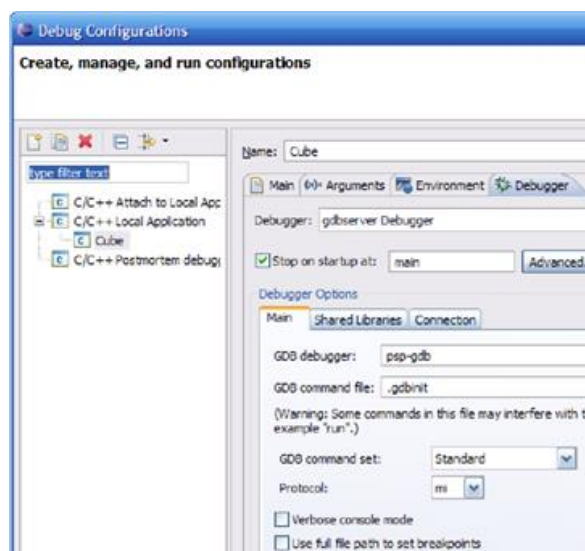 Debug Configurations
Create, manage, and run configurations
type filter text
C/C++ Attach to Local App
C/C++ Local Application
Cube
C/C++ Postmortem debug
Name: Cube
Main (x)= Arguments Environment Debugger
Debugger: gdbserver Debugger
Stop on startup at: main Advanced.
Debugger Options
Main Shared Libraries Connection
GDB debugger: psp-gdb
GDB command file: .gdbinit
(Warning: Some commands in this file may interfere with t
example "run".)
GDB command set: Standard
Protocol: mi
Verbose console mode
Use full file path to set breakpoints